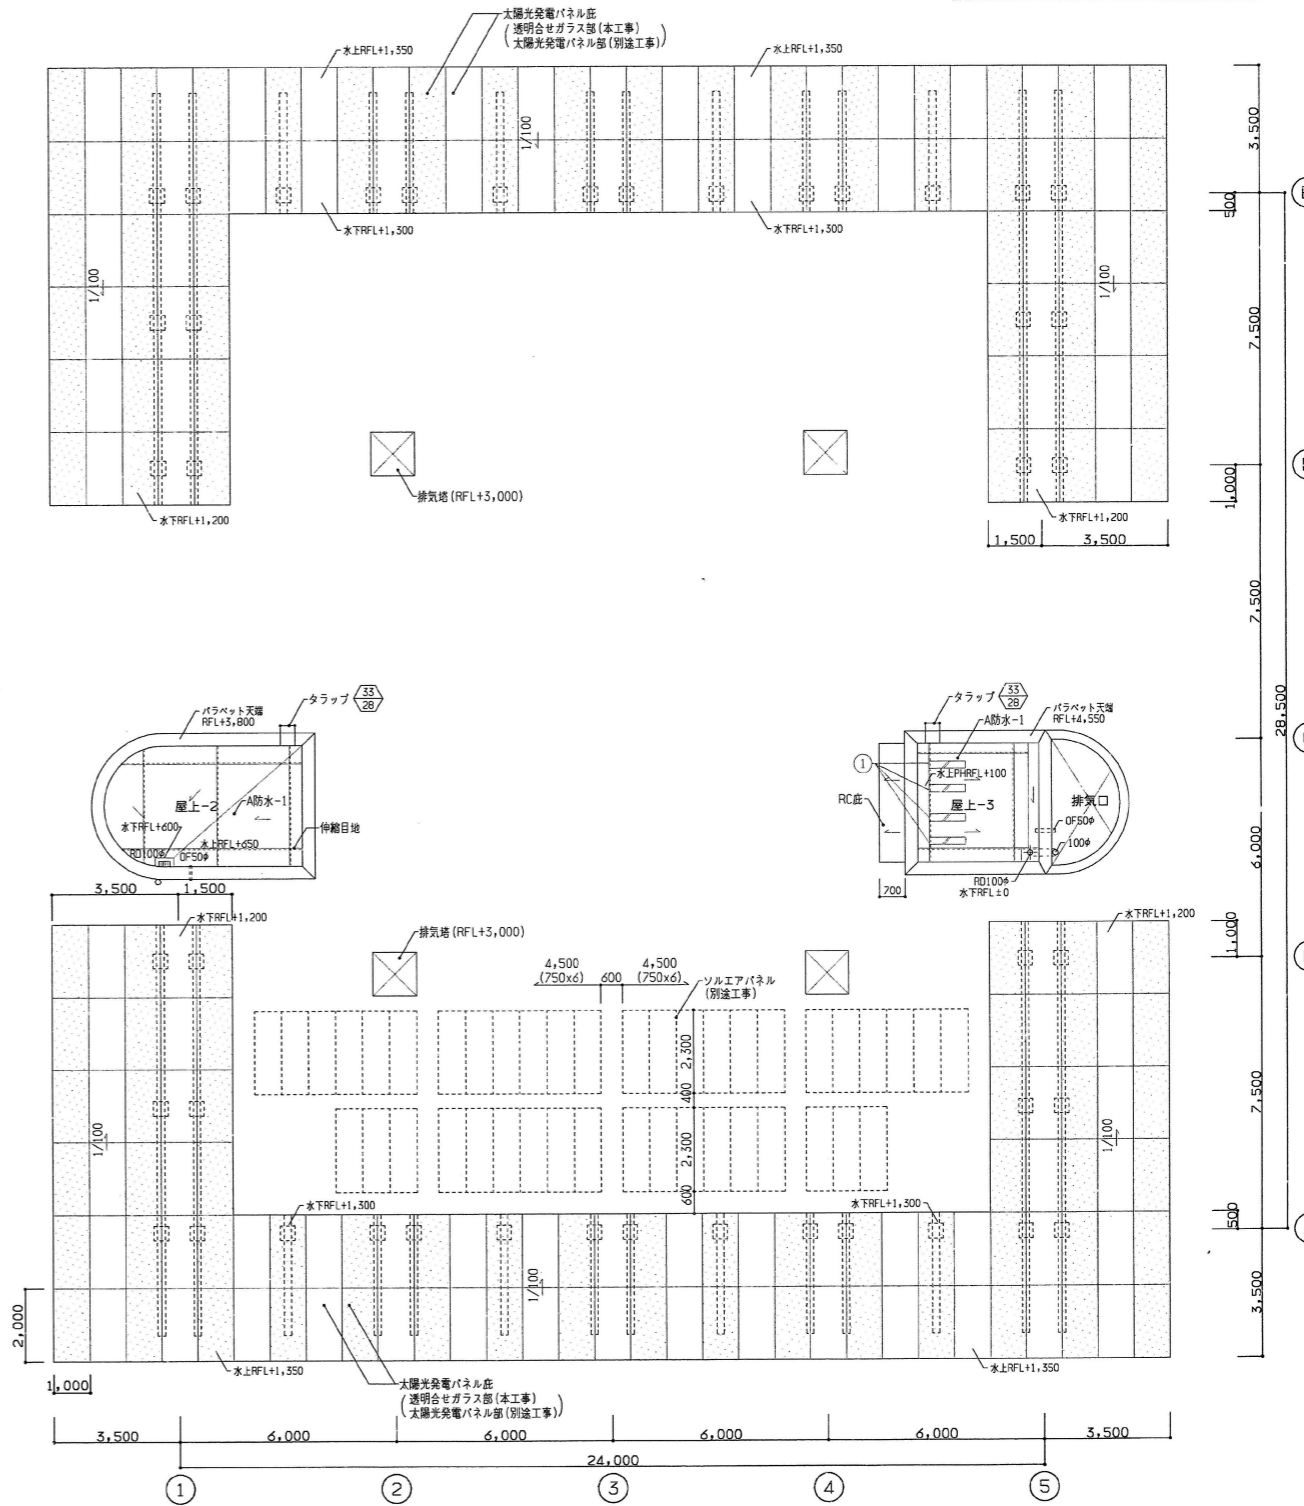 太陽光発電パネル庇
透明合せガラス部(本工事)
太陽光発電パネル部(別途工事)
水上RFL+1,350
水上RFL+1,350
1/100
3,500
500
水下RFL+1,300
水下RFL+1,300
1/100
1/100
7,500
排気塔(RFL+3,000)
水下RFL+1,200
水下RFL+1,200
1,000
1,500
3,500
7,500
28,500
タラップ 33
28
パラペット天端
RFL+3,800
屋上-2
A防水-1
水下RFL+600
水上RFL+650
RD100φ
OF50φ
伸縮目地
タラップ 33
28
A防水-1
パラペット天端
RFL+4,550
1
水上PHRFL+100
RC庇
屋上-3
排気口
OF50φ
100φ
RD100φ
水下RFL±0
700
6,000
3,500
1,500
水下RFL+1,200
水下RFL+1,200
1,000
排気塔(RFL+3,000)
4,500
(750x6)
600
4,500
(750x6)
ソルエアパネル
(別途工事)
2,300
400
2,300
600
7,500
1/100
1/100
水下RFL+1,300
水下RFL+1,300
500
1/100
3,500
2,000
1,000
水上RFL+1,350
水上RFL+1,350
太陽光発電パネル庇
透明合せガラス部(本工事)
太陽光発電パネル部(別途工事)
3,500
6,000
6,000
6,000
6,000
3,500
24,000
1
2
3
4
5